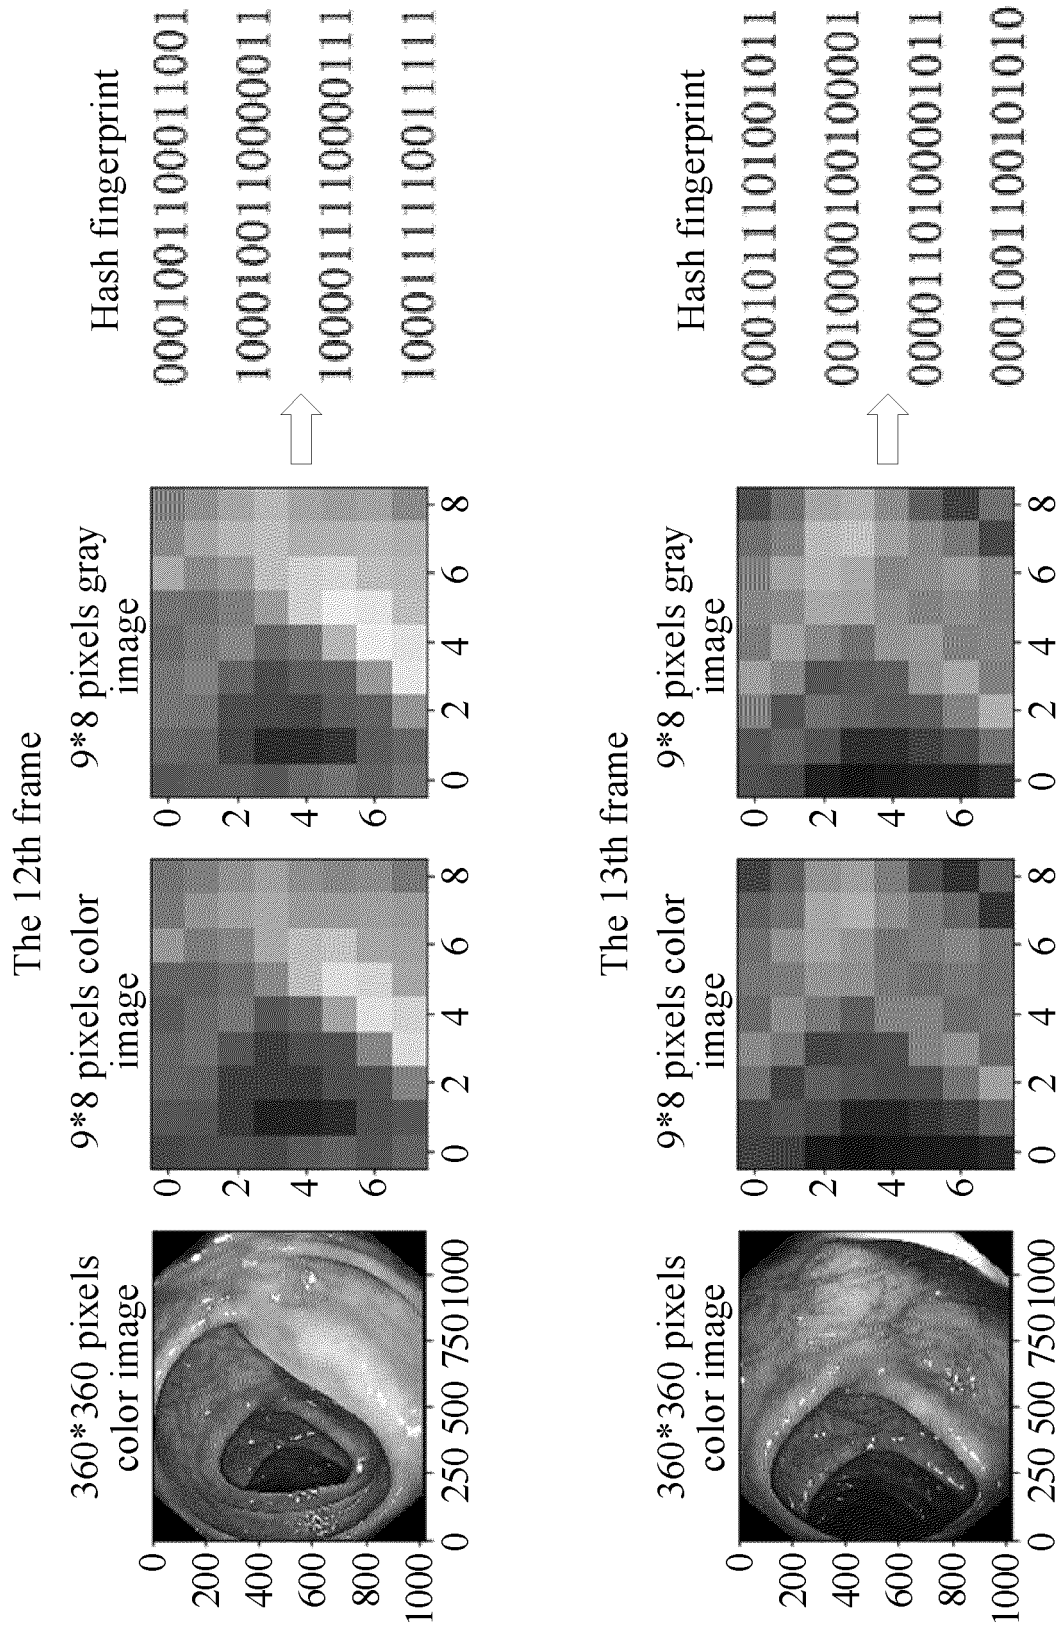 The 12th frame
360*360 pixels
color image
9*8 pixels color
image
9*8 pixels gray
image
Hash fingerprint
0
200
400
600
800
1000
0 250 500 750 1000
0
2
4
6
0 2 4 6 8
0
2
4
6
0 2 4 6 8
0001001100011001
1000100110000011
1000011110000111
1000111110011111
The 13th frame
360*360 pixels
color image
9*8 pixels color
image
9*8 pixels gray
image
Hash fingerprint
0
200
400
600
800
1000
0 250 500 750 1000
0
2
4
6
0 2 4 6 8
0
2
4
6
0 2 4 6 8
0001011101001011
0010000100100001
0000110100001011
0001001100101010